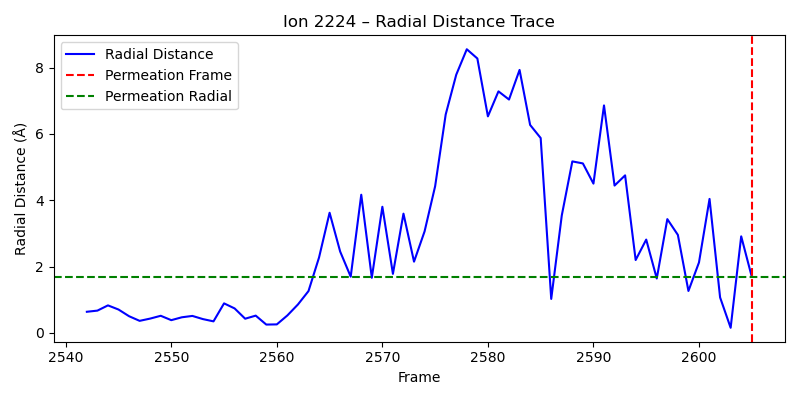 Ion 2224 – Radial Distance Trace
Radial Distance
Permeation Frame
Permeation Radial
Radial Distance (Å)
8
6
4
2
0
2540 2550 2560 2570 2580 2590 2600
Frame